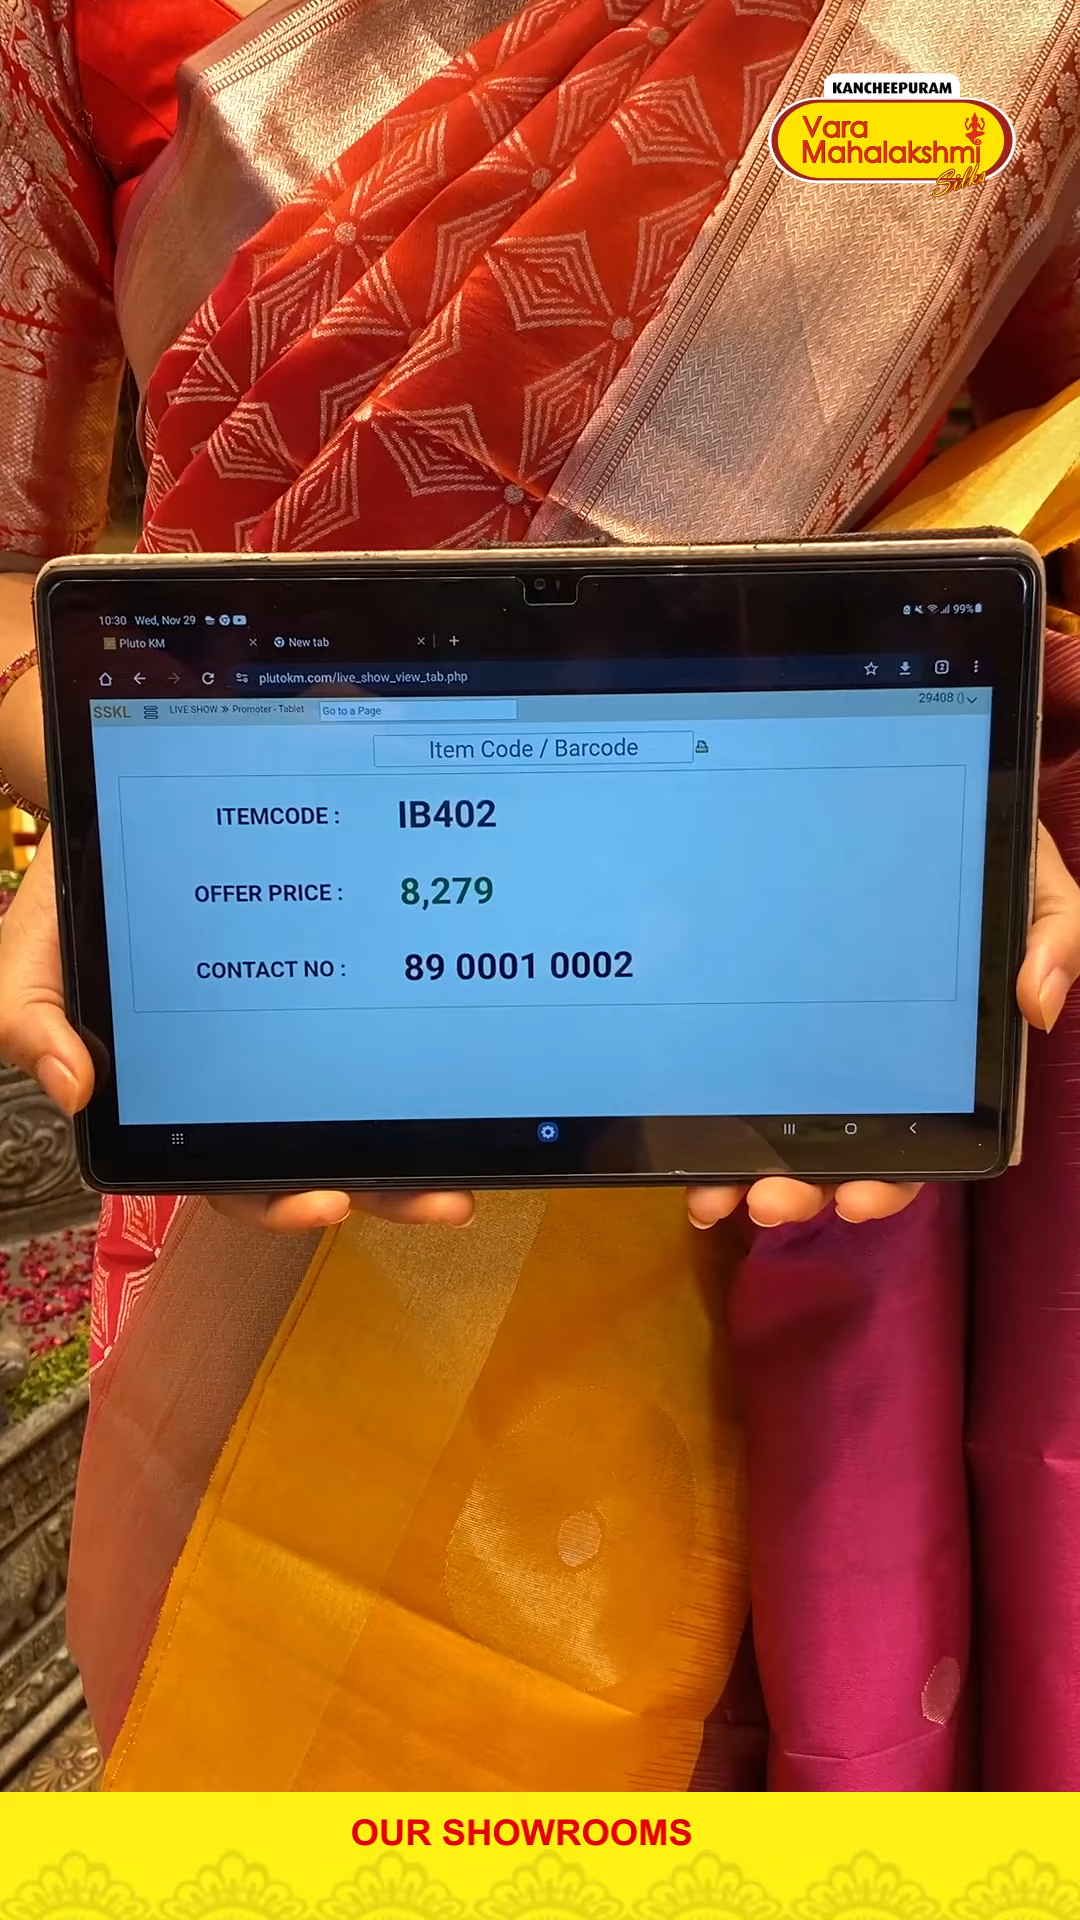 KANCHEEPURAM
Vara
Mahalakshmi
Silks
10:30 Wed, Nov 29
99%
Pluto KM
New tab
plutokm.com/live_show_view_tab.php
2
SSKL
LIVE SHOW >> Promoter - Tablet
Go to a Page
29408 ()
Item Code / Barcode
ITEMCODE : IB402
OFFER PRICE : 8,279
CONTACT NO : 89 0001 0002
OUR SHOWROOMS